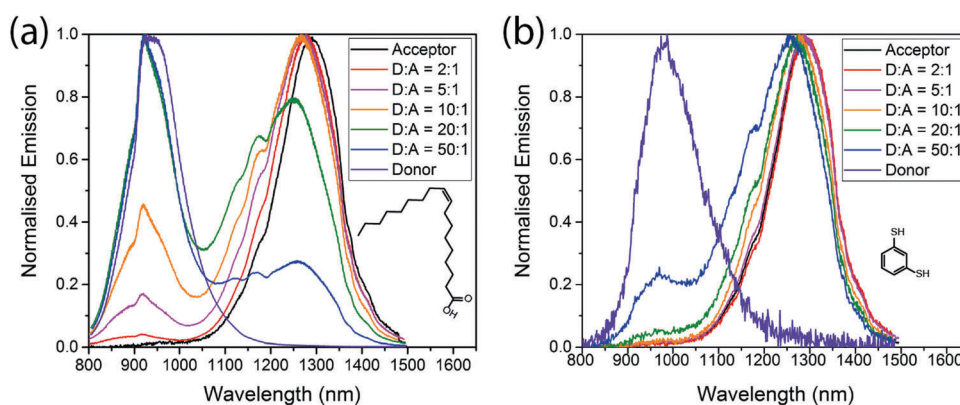 (a)
Normalised Emission
1.0
0.8
0.6
0.4
0.2
0.0
800 900 1000 1100 1200 1300 1400 1500 1600
Wavelength (nm)
Acceptor
D:A = 2:1
D:A = 5:1
D:A = 10:1
D:A = 20:1
D:A = 50:1
Donor
O
OH
(b)
Normalised Emission
1.0
0.8
0.6
0.4
0.2
0.0
800 900 1000 1100 1200 1300 1400 1500 1600
Wavelength (nm)
Acceptor
D:A = 2:1
D:A = 5:1
D:A = 10:1
D:A = 20:1
D:A = 50:1
Donor
SH
SH